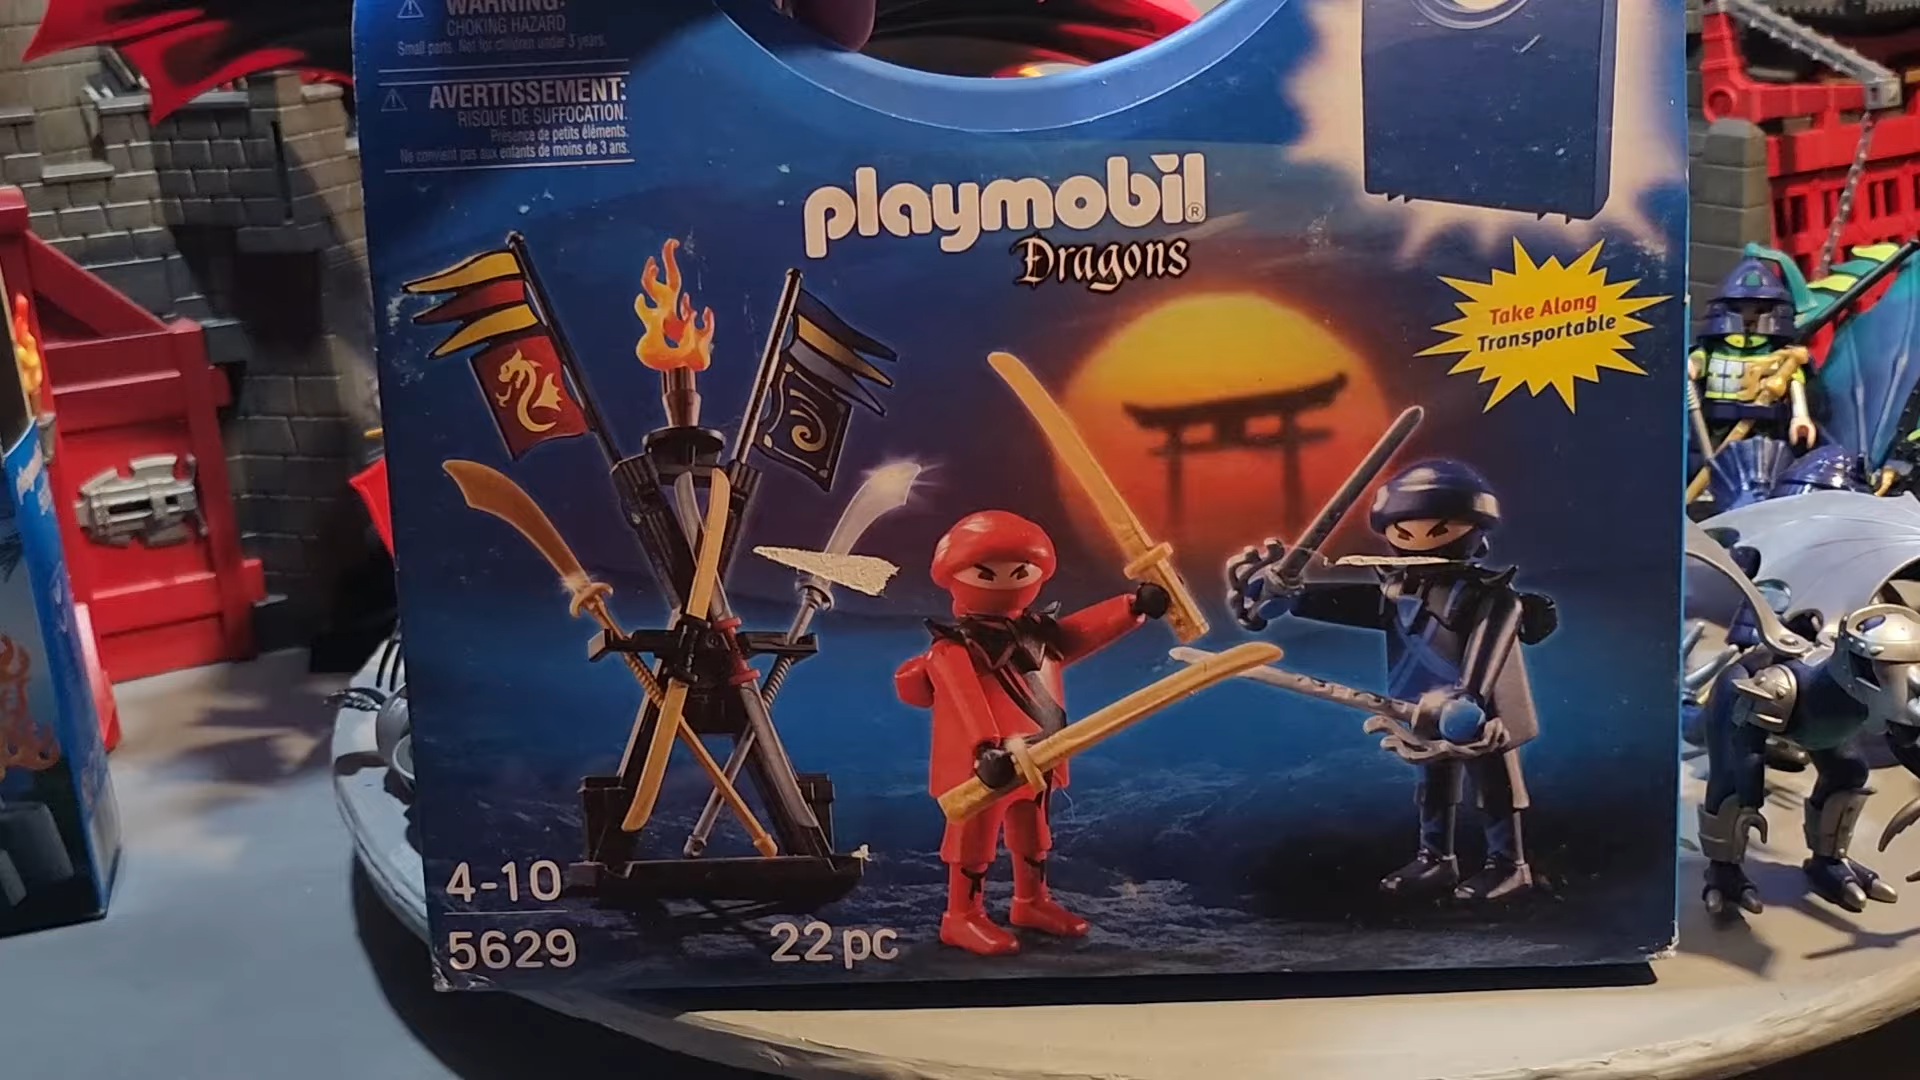 WARNING:
CHOKING HAZARD
Small parts. Not for children under 3 years.
AVERTISSEMENT:
RISQUE DE SUFFOCATION.
Présence de petits éléments.
Ne convient pas aux enfants de moins de 3 ans.
playmobil®
Dragons
Take Along
Transportable
4-10
5629
22 pc